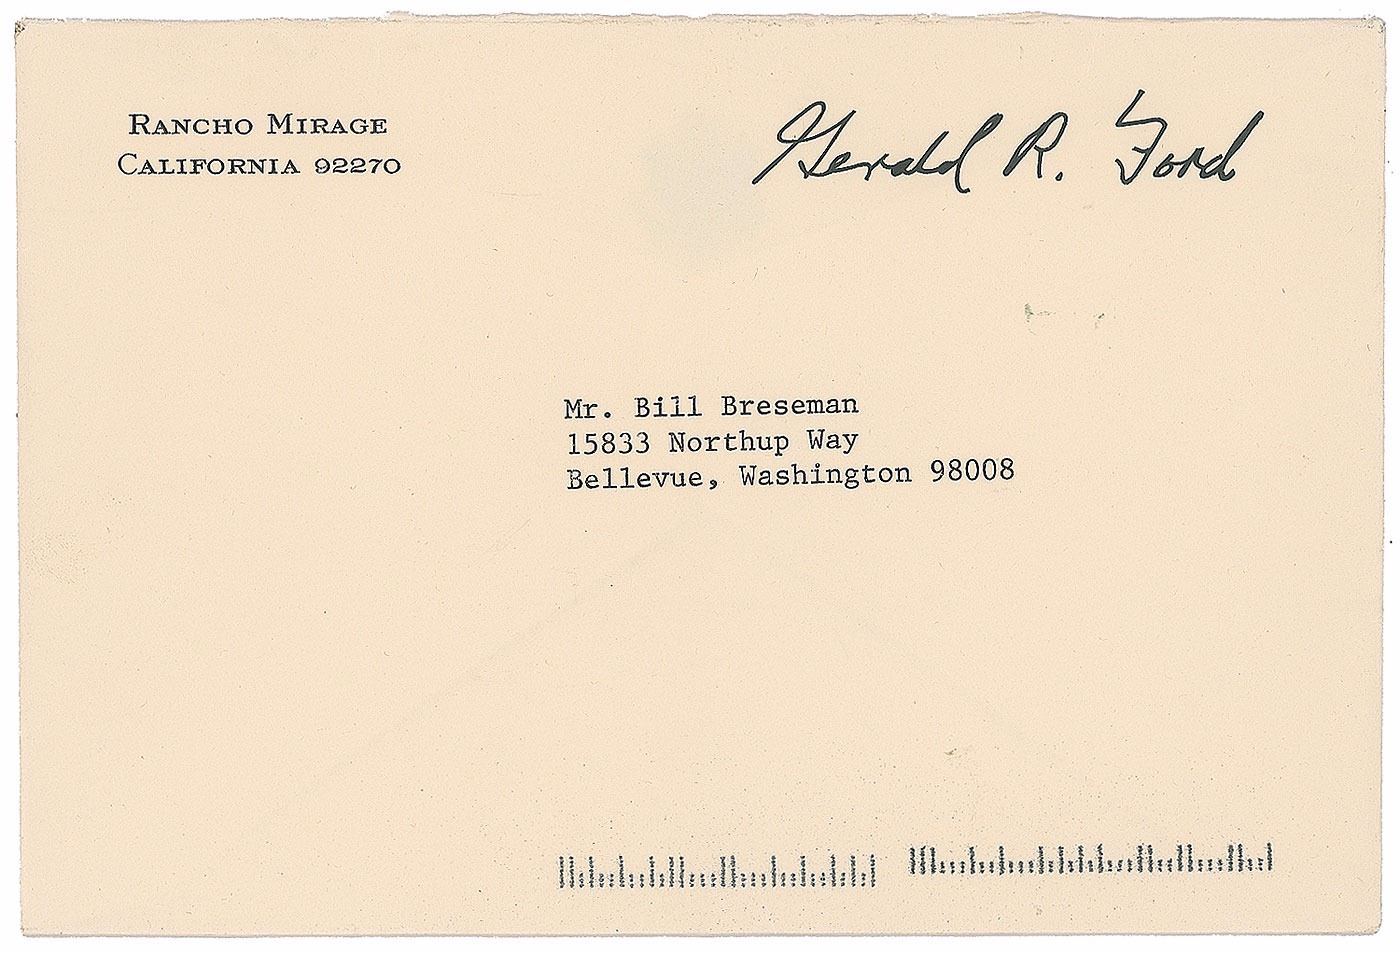 RANCHO MIRAGE
CALIFORNIA 92270
Gerald R. Ford
Mr. Bill Breseman
15833 Northup Way
Bellevue, Washington 98008